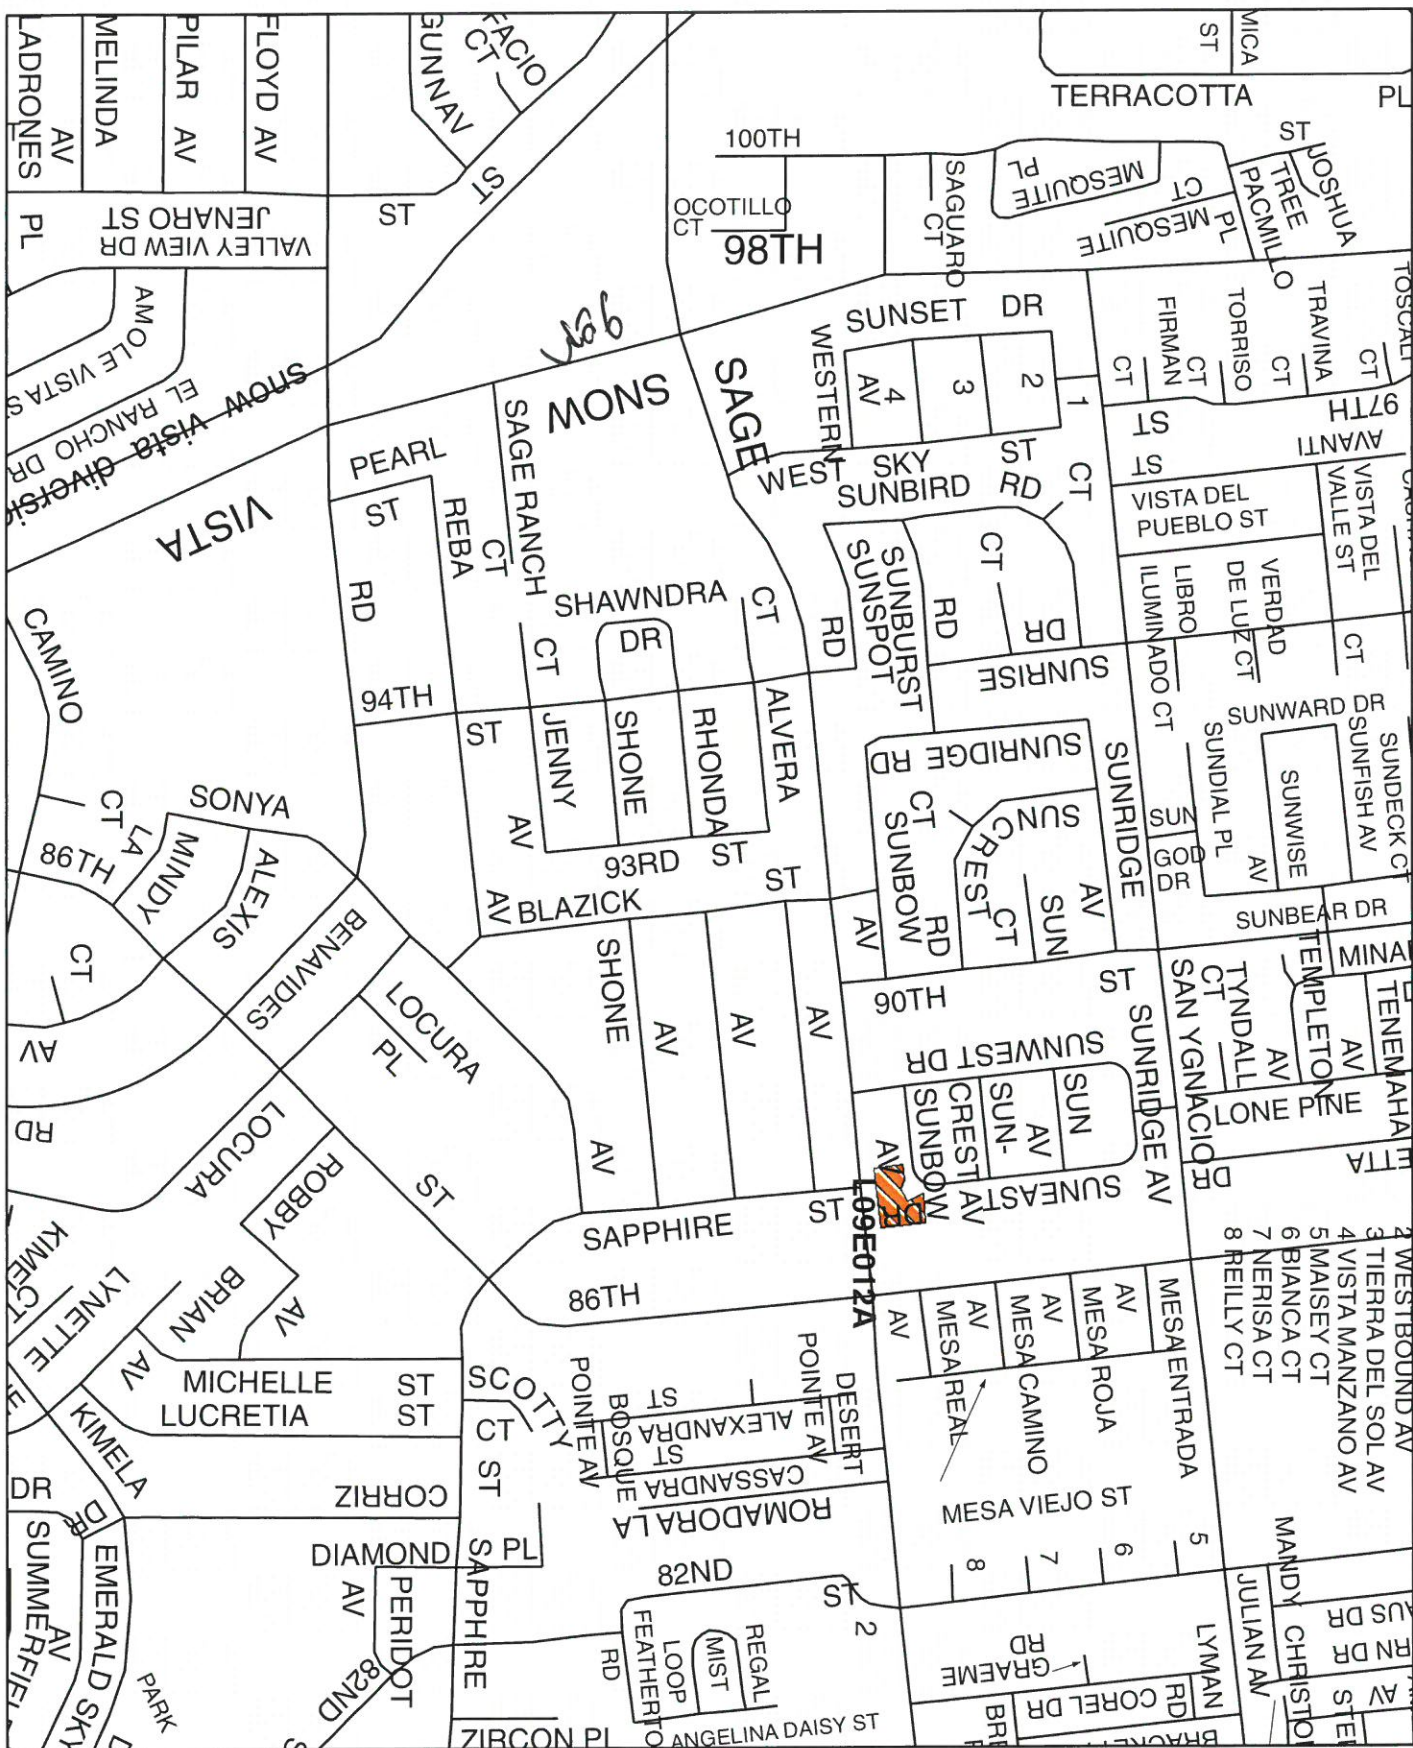 MICA
ST
FACIO
CT
GUNNAV
FLOYD AV
PILAR AV
MELINDA
AV
LADRONES
TERRACOTTA PL
100TH
ST
JOSHUA
TREE
PACMILLO
PL
MESQUITE
PL
MESQUITE
CT
SAGUARO
CT
OCOTILLO
CT
98TH
ST
ST
JENARO ST
VALLEY VIEW DR
PL
AMOLE VISTA
EL RANCHO DR
snow vista
SUNSET DR
WESTERN
AV
4
3
2
1
FIRMAN
CT
CT
TORRISO
CT
TRAVINA
CT
TOSCALI
97TH
ST
AVANTI
ST
SNOW
VISTA
SAGE
WEST SKY
ST
SUNBIRD RD
CT
VISTA DEL
PUEBLO ST
VISTA DEL
VALLE ST
PEARL
ST
REBA
SAGE RANCH
CT
RD
SHAWNDRA
DR
CT
CT
SUNSPOT
RD
SUNBURST
RD
CT
DR
SUNRISE
ILUMINADO CT
LIBRO
VERDAD
DE LUZ CT
CT
CAMINO
94TH
ST
JENNY
AV
SHONE
RHONDA
ALVERA
SUNRIDGE RD
SUNRIDGE
AV
SUNWARD DR
SUNDIAL PL
SUNWISE
AV
SUNFISH AV
SUNDECK CT
SUN
GOD
DR
SUNBEAR DR
SONYA
CT
LA
MINDY
ALEXIS
86TH
93RD ST
ST
BLAZICK
AV
SUNBOW
RD
CT
SUN
CREST
CT
SUN
CT
BENAVIDES
RD
LOCURA
PL
SHONE
AV
AV
AV
AV
AV
90TH ST
SUNWEST DR
SAN YGNACIO
DR
CT
TYNDALL
AV
TEMPLETON
AV
TENEMAHA
LONE PINE
AV
LOCURA
ROBBY
AV
ST
SAPPHIRE ST
AV
SUNBOW
CREST AV
SUN-
AV
SUN
SUNRIDGE AV
SUNEAST
DR
L09E012A
86TH
2 WESTBOUND AV
3 TIERRA DEL SOL AV
4 VISTA MANZANO AV
5 MAISEY CT
6 BIANCA CT
7 NERISA CT
8 REILLY CT
LYNETTE
BRIAN
AV
MICHELLE ST
LUCRETIA ST
KIMELA
DR
SCOTTY
CT
ST
POINTE AV
BOSQUE
ALEXANDRA
ST
CASSANDRA
ST
POINTE AV
DESERT
ROMADORA LA
AV
MESA REAL
AV
MESA CAMINO
AV
MESA ROJA
AV
MESA ENTRADA
MESA VIEJO ST
8
7
6
5
CORRIZ
DR
SUMMERFIEL
AV
EMERALD SKY
PARK
DIAMOND PL
AV
PERIDOT
82ND
SAPPHIRE
ZIRCON PL
82ND ST
2
RD
LOOP
MIST
REGAL
ANGELINA DAISY ST
GRAEME
RD
COREL DR
LYMAN
RD
JULIAN AV
MANDY